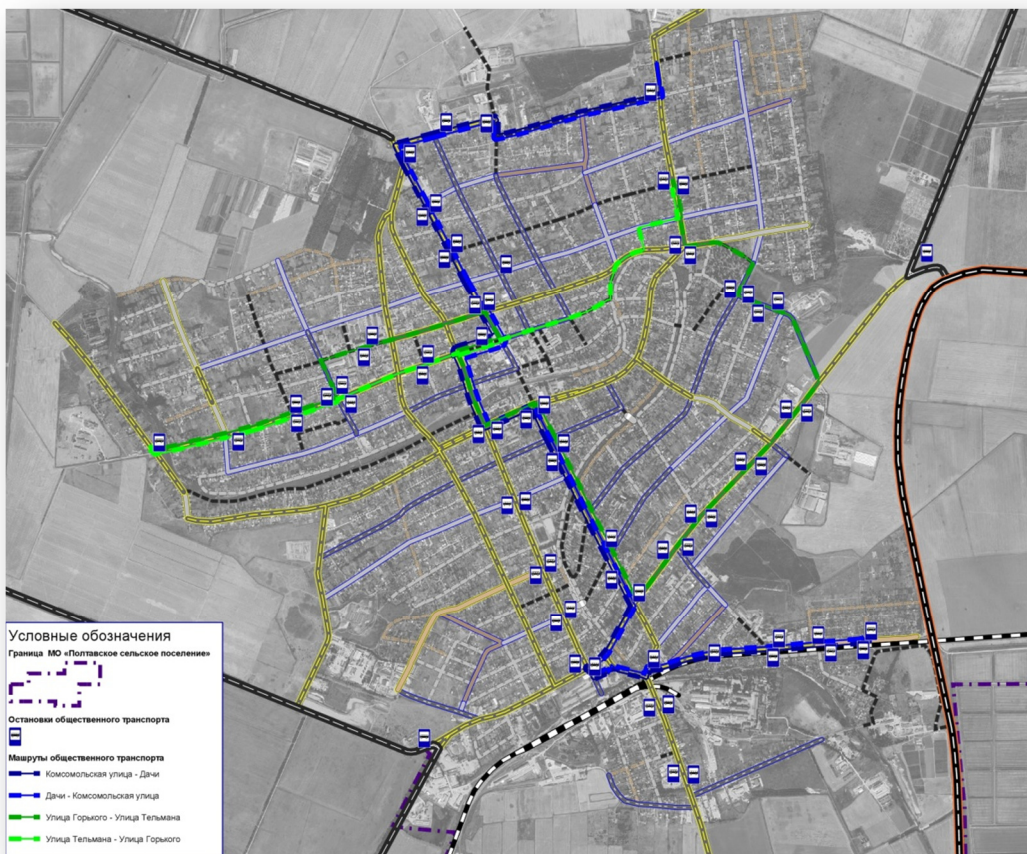 Условные обозначения
Граница МО «Полтавское сельское поселение»
Остановки общественного транспорта
Машруты общественного транспорта
Комсомольская улица - Дачи
Дачи - Комсомольская улица
Улица Горького - Улица Тельмана
Улица Тельмана - Улица Горького